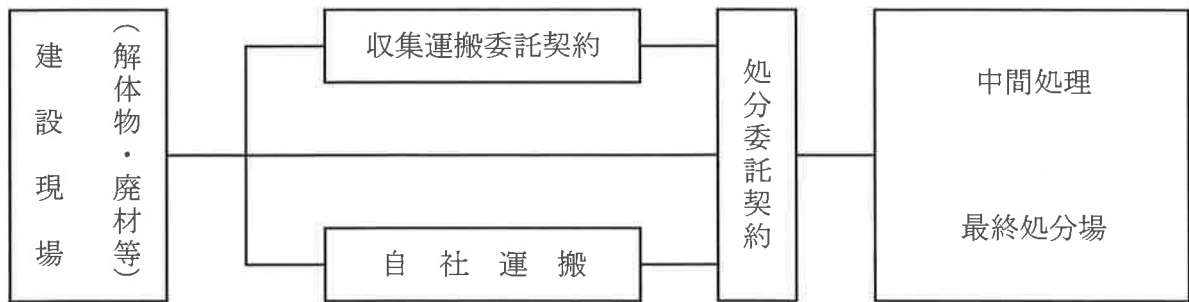 建設現場
（解体物・廃材等）
収集運搬委託契約
自社運搬
処分委託契約
中間処理
最終処分場